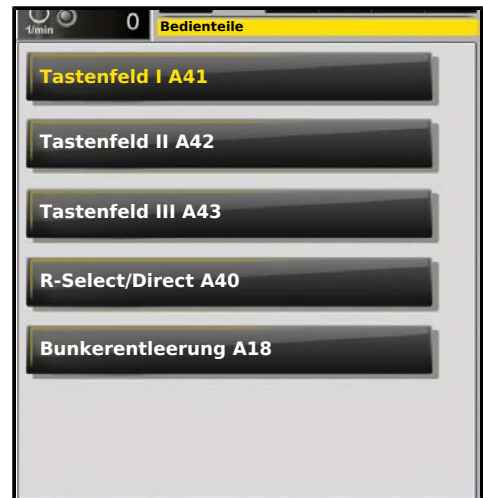 1/min
0
Bedienteile
Tastenfeld I A41
Tastenfeld II A42
Tastenfeld III A43
R-Select/Direct A40
Bunkerentleerung A18